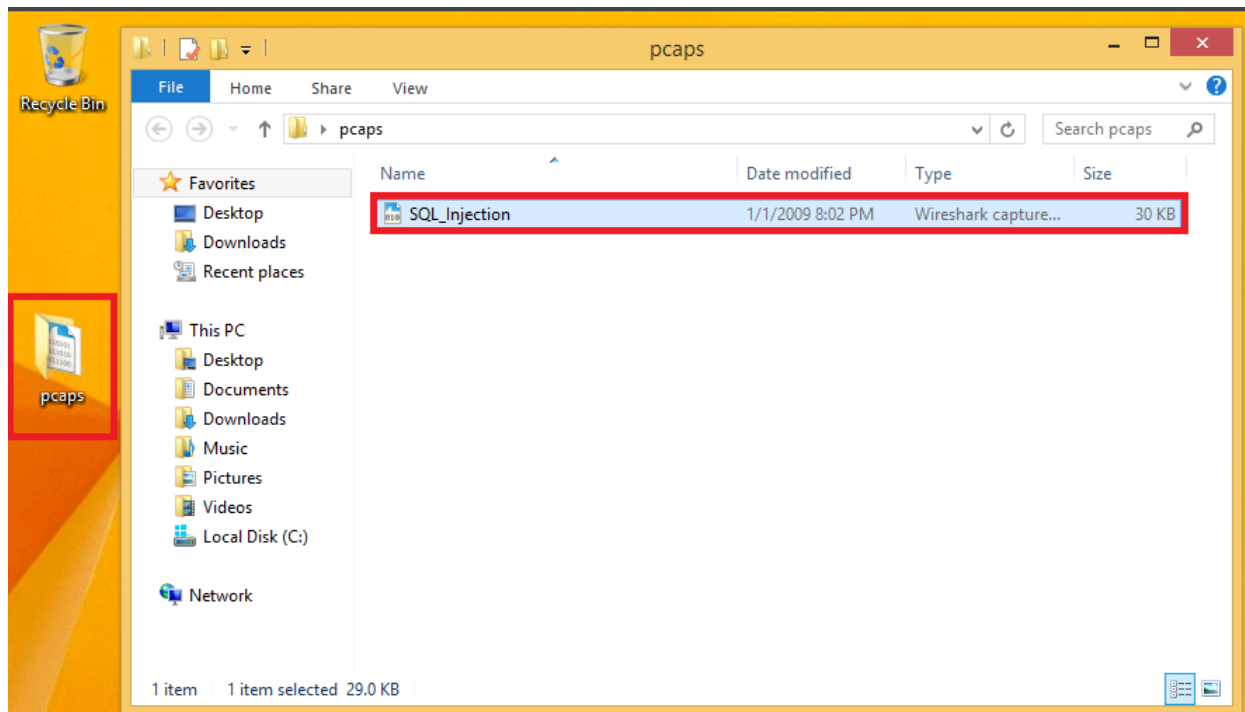 Recycle Bin
pcaps
pcaps
File Home Share View
pcaps
Search pcaps
Name Date modified Type Size
SQL_Injection 1/1/2009 8:02 PM Wireshark capture... 30 KB
Favorites
Desktop
Downloads
Recent places
This PC
Desktop
Documents
Downloads
Music
Pictures
Videos
Local Disk (C:)
Network
1 item 1 item selected 29.0 KB